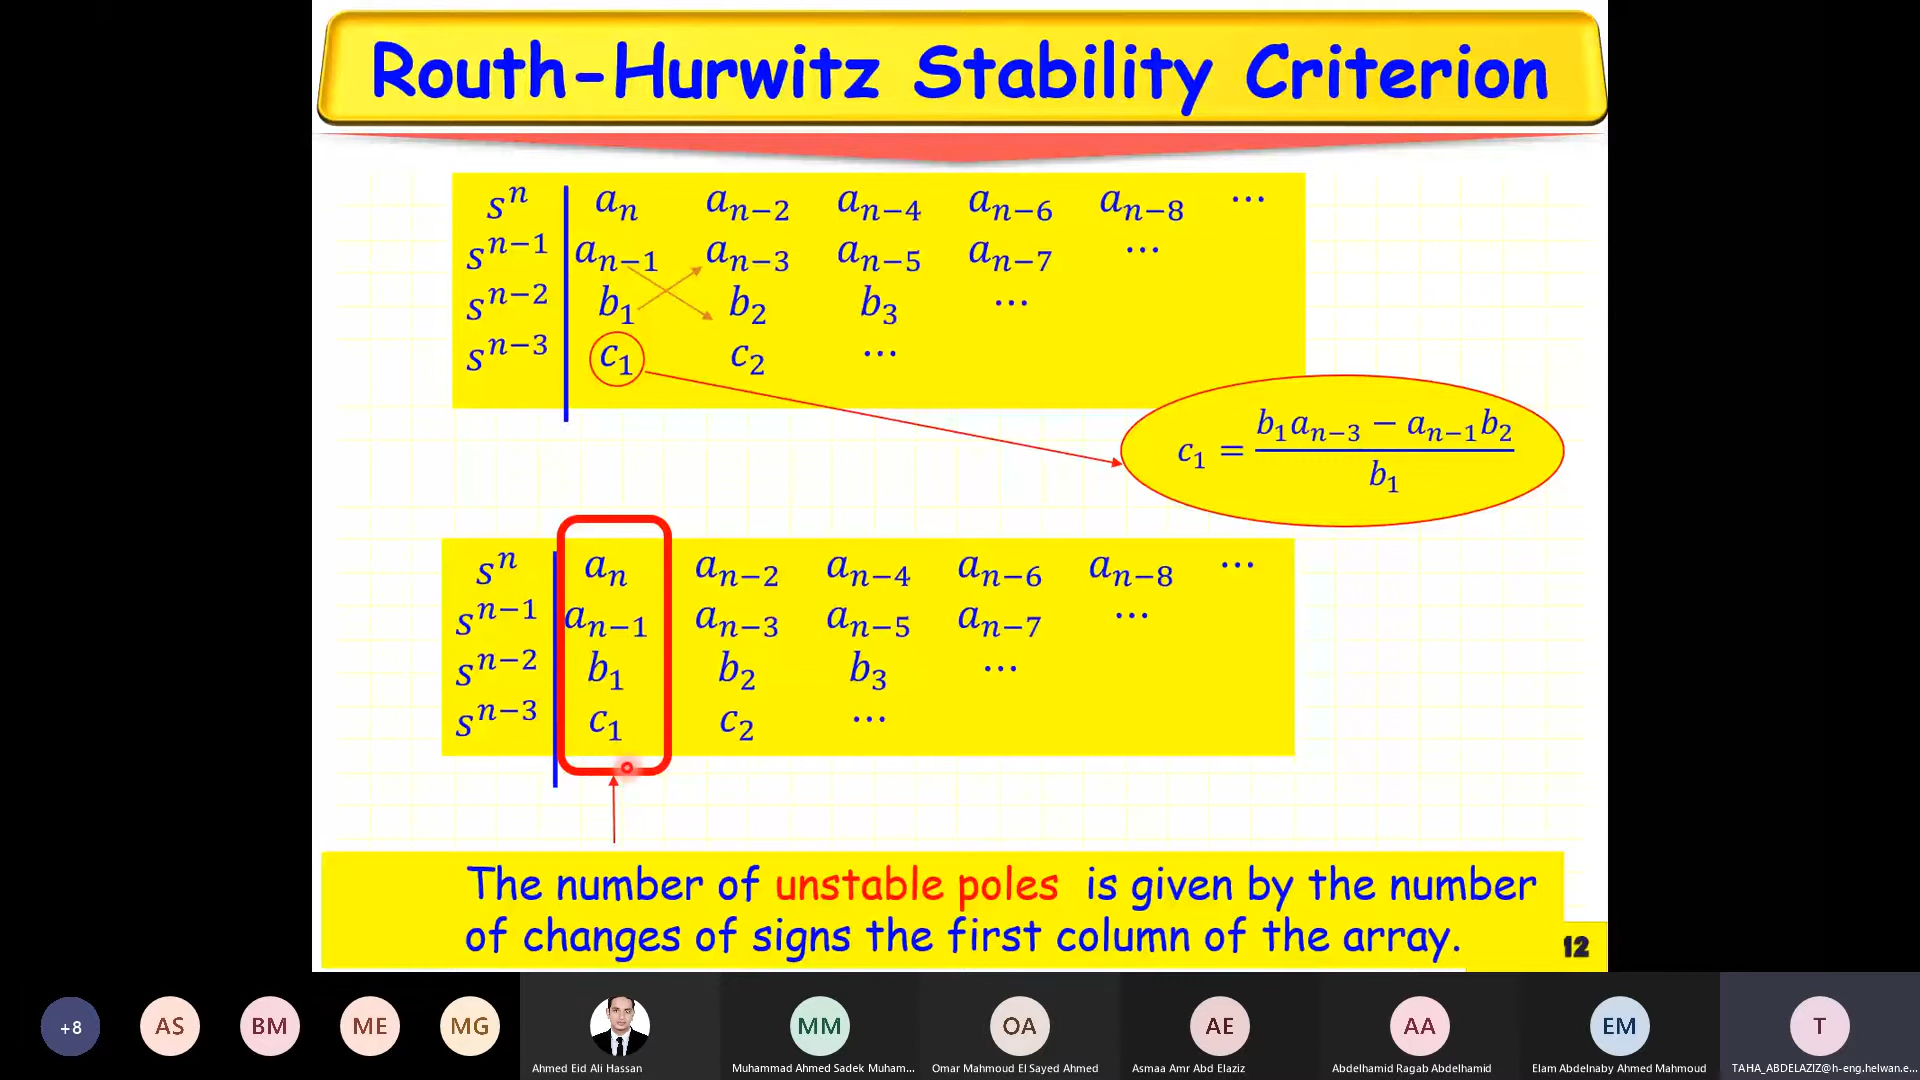 Routh-Hurwitz Stability Criterion
sⁿ aₙ aₙ₋₂ aₙ₋₄ aₙ₋₆ aₙ₋₈ ⋯
sⁿ⁻¹ aₙ₋₁ aₙ₋₃ aₙ₋₅ aₙ₋₇ ⋯
sⁿ⁻² b₁ b₂ b₃ ⋯
sⁿ⁻³ c₁ c₂ ⋯
c₁ = (b₁aₙ₋₃ − aₙ₋₁b₂) / b₁
sⁿ aₙ aₙ₋₂ aₙ₋₄ aₙ₋₆ aₙ₋₈ ⋯
sⁿ⁻¹ aₙ₋₁ aₙ₋₃ aₙ₋₅ aₙ₋₇ ⋯
sⁿ⁻² b₁ b₂ b₃ ⋯
sⁿ⁻³ c₁ c₂ ⋯
The number of unstable poles is given by the number
of changes of signs the first column of the array.
12
+8 AS BM ME MG MM OA AE AA EM T
Ahmed Eid Ali Hassan Muhammad Ahmed Sadek Muham... Omar Mahmoud El Sayed Ahmed Asmaa Amr Abd Elaziz Abdelhamid Ragab Abdelhamid Elam Abdelnaby Ahmed Mahmoud TAHA_ABDELAZIZ@h-eng.helwan.e...